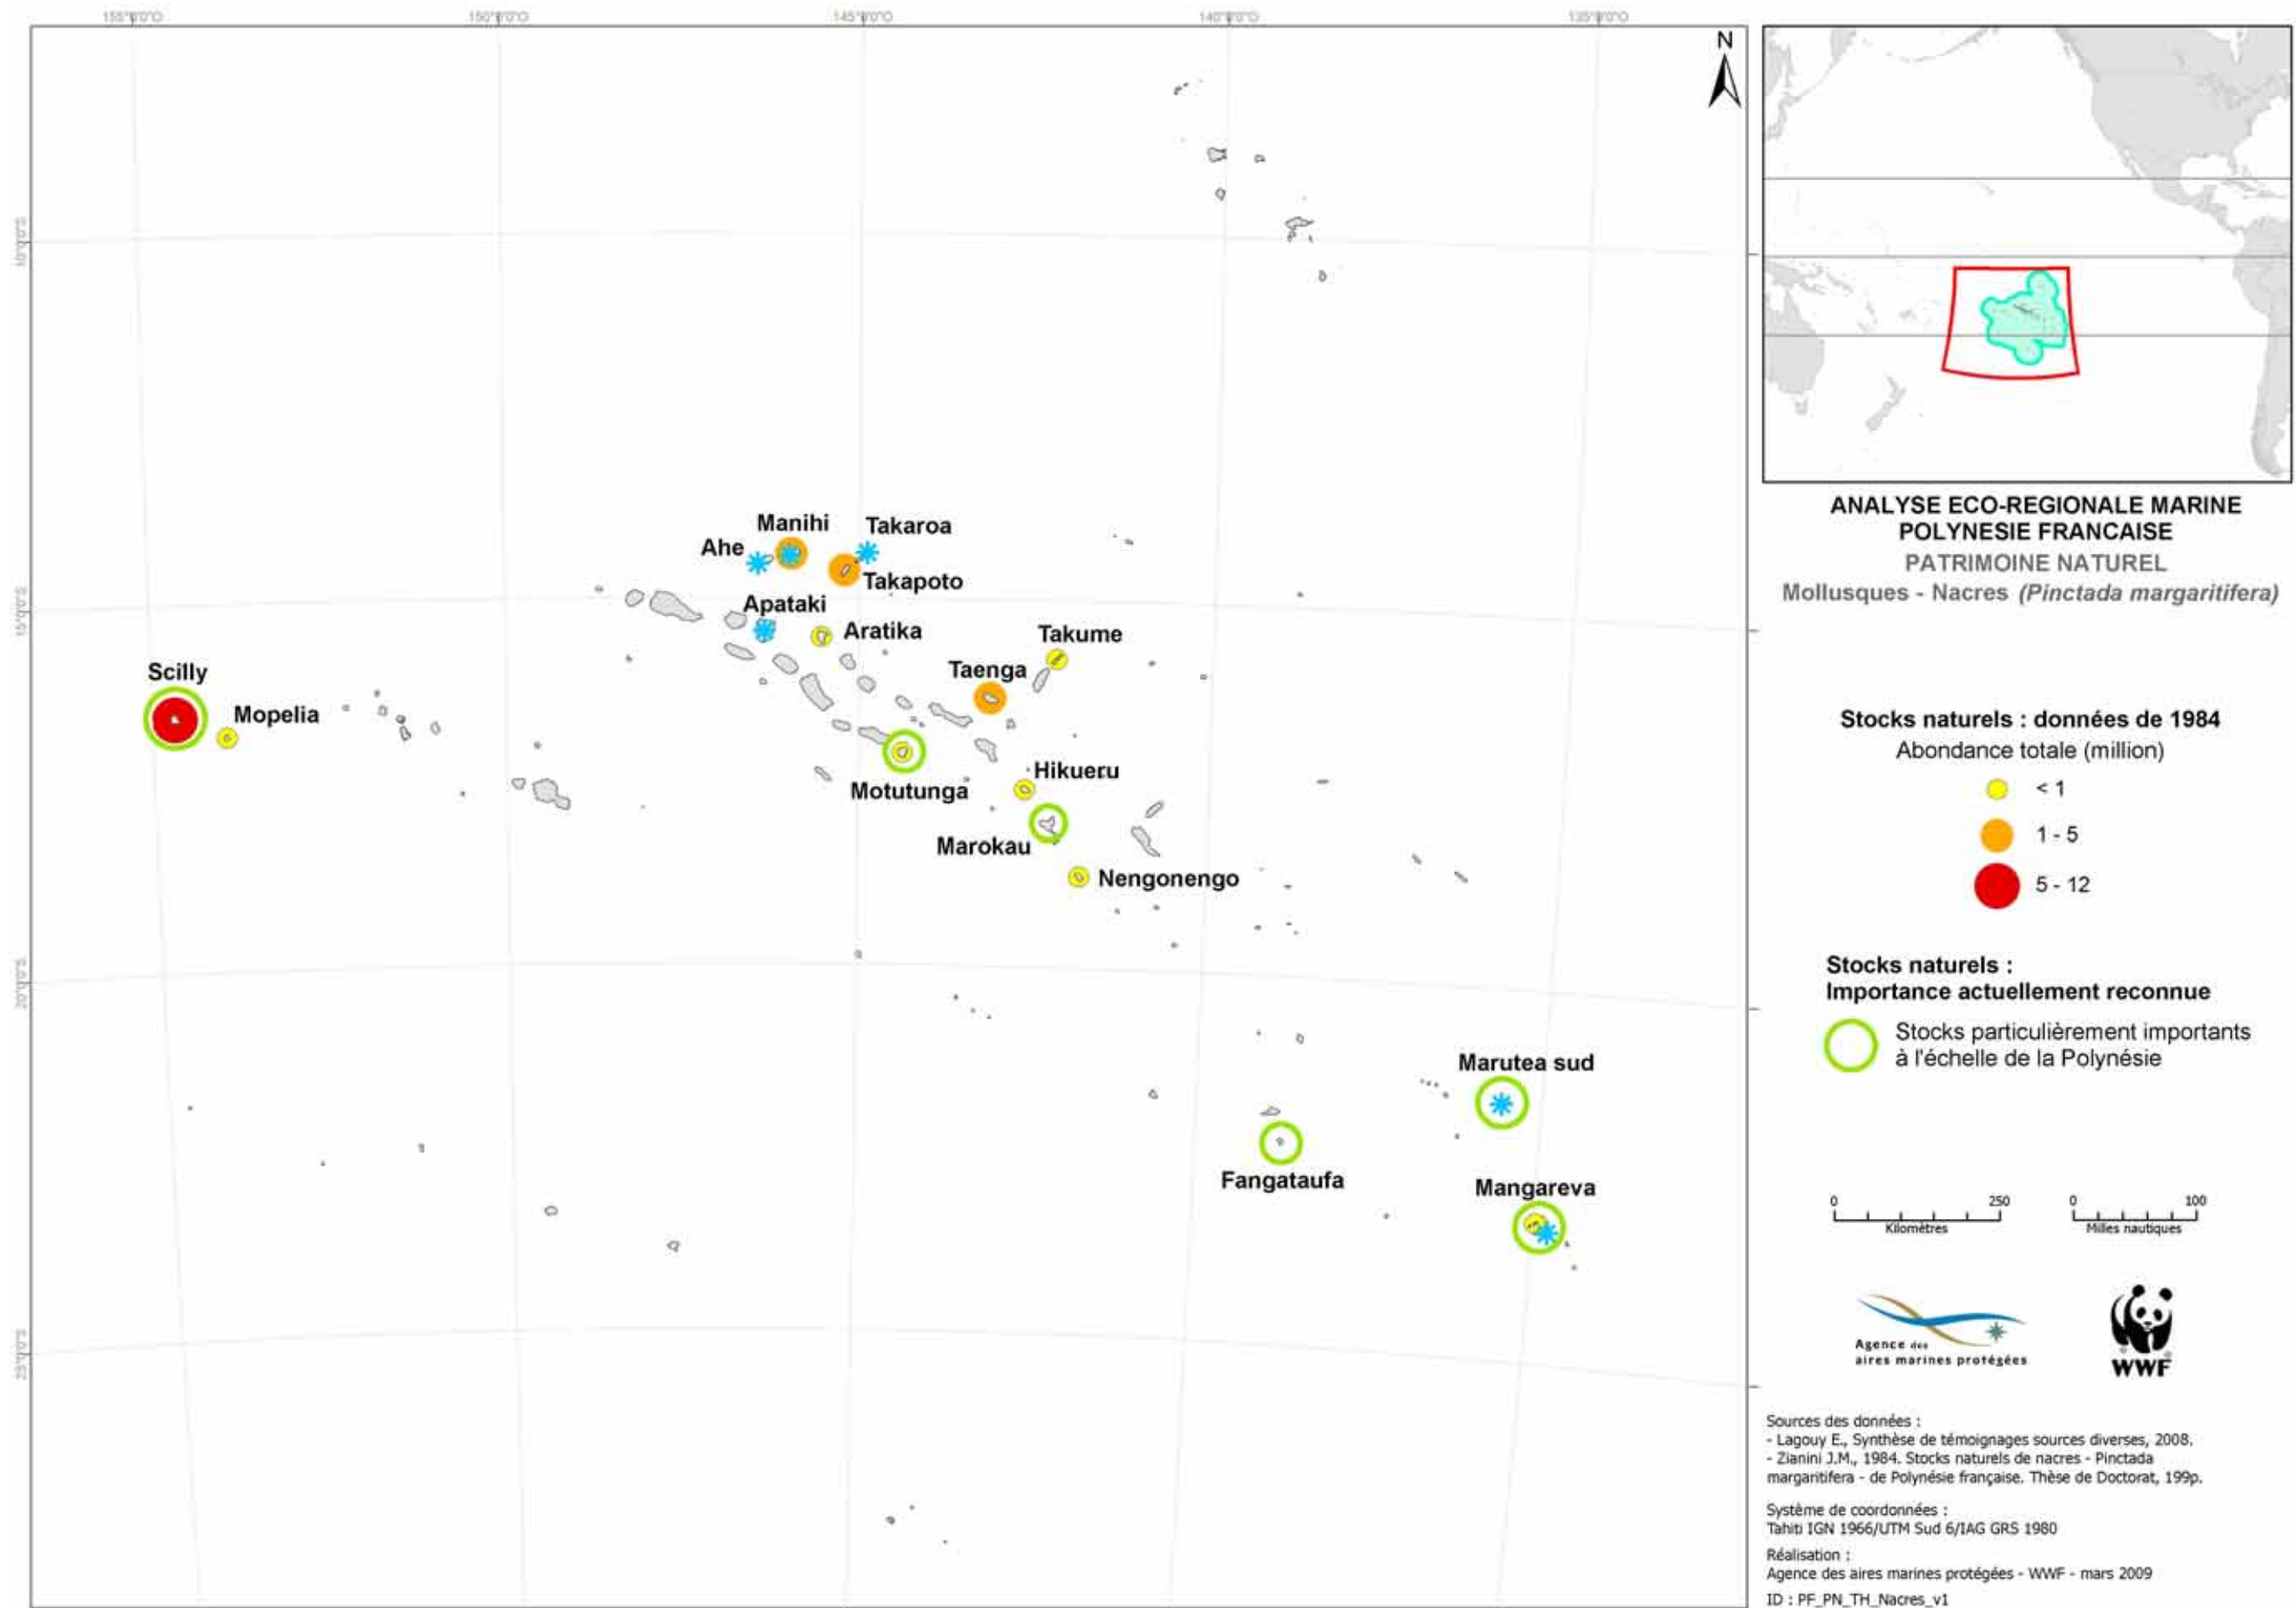 155°0'0"O
150°0'0"O
145°0'0"O
140°0'0"O
135°0'0"O
N
10°0'0"S
15°0'0"S
20°0'0"S
25°0'0"S
Manihi
Takaroa
Ahe
Takapoto
Apataki
Aratika
Takume
Taenga
Scilly
Mopelia
Motutunga
Hikueru
Marokau
Nengonengo
Marutea sud
Fangataufa
Mangareva
ANALYSE ECO-REGIONALE MARINE
POLYNESIE FRANCAISE
PATRIMOINE NATUREL
Mollusques - Nacres (Pinctada margaritifera)
Stocks naturels : données de 1984
Abondance totale (million)
< 1
1 - 5
5 - 12
Stocks naturels :
Importance actuellement reconnue
Stocks particulièrement importants
à l'échelle de la Polynésie
0 250
Kilomètres
0 100
Milles nautiques
Agence des
aires marines protégées
WWF
Sources des données :
- Lagouy E., Synthèse de témoignages sources diverses, 2008.
- Zianini J.M., 1984. Stocks naturels de nacres - Pinctada
margaritifera - de Polynésie française. Thèse de Doctorat, 199p.
Système de coordonnées :
Tahiti IGN 1966/UTM Sud 6/IAG GRS 1980
Réalisation :
Agence des aires marines protégées - WWF - mars 2009
ID : PF_PN_TH_Nacres_v1